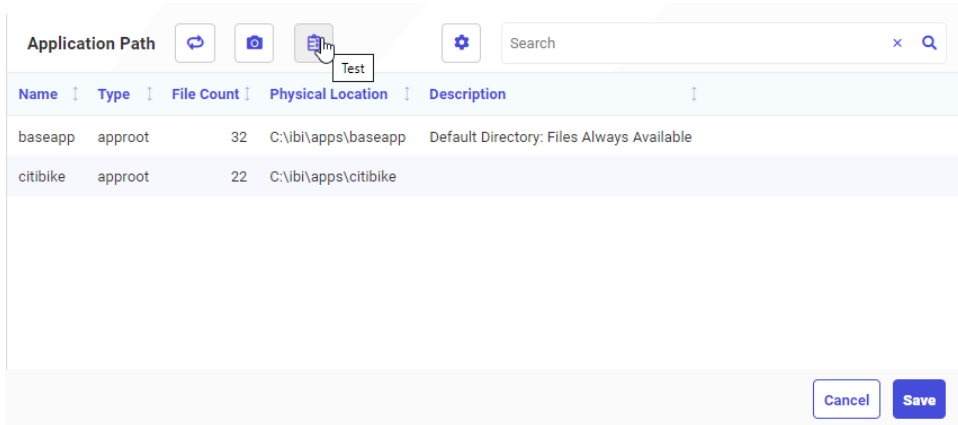 Application Path
Search
Test
Name Type File Count Physical Location Description
baseapp approot 32 C:\ibi\apps\baseapp Default Directory: Files Always Available
citibike approot 22 C:\ibi\apps\citibike
Cancel Save